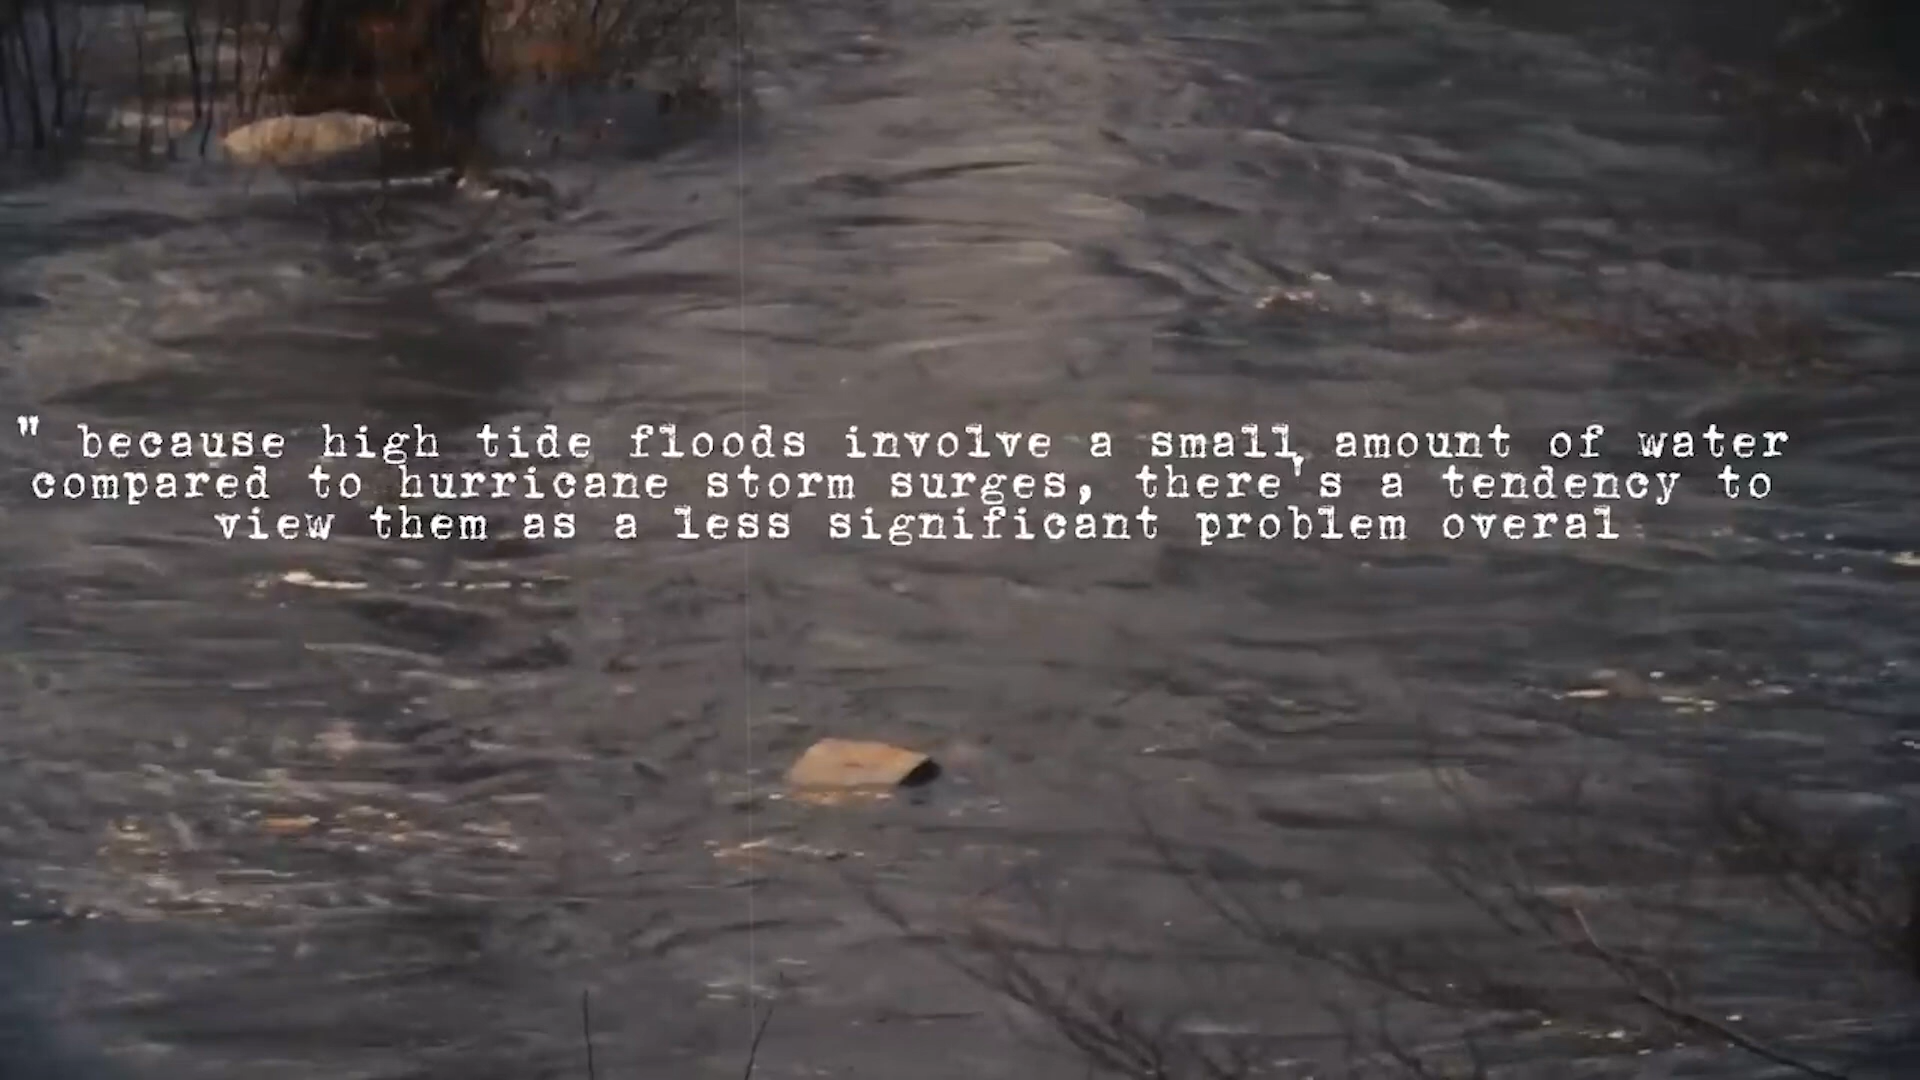 " because high tide floods involve a small amount of water
compared to hurricane storm surges, there's a tendency to
view them as a less significant problem overal